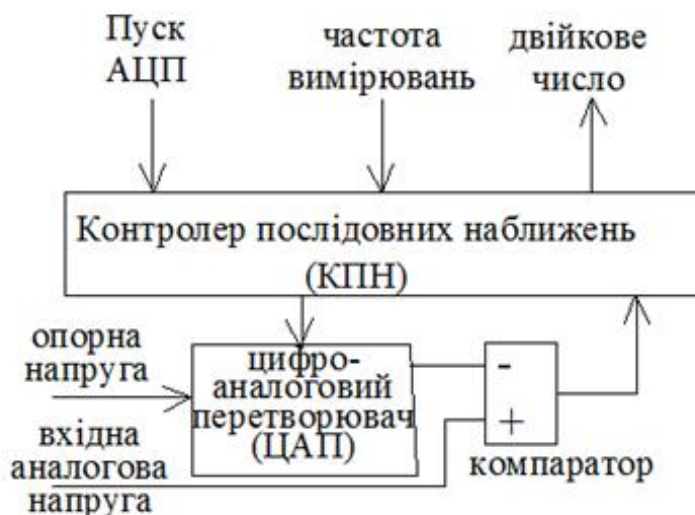 Пуск
АЦП
частота
вимірювань
двійкове
число
Контролер послідовних наближень
(КПН)
опорна
напруга
цифро-
аналоговий
перетворювач
(ЦАП)
-
+
вхідна
аналогова
напруга
компаратор